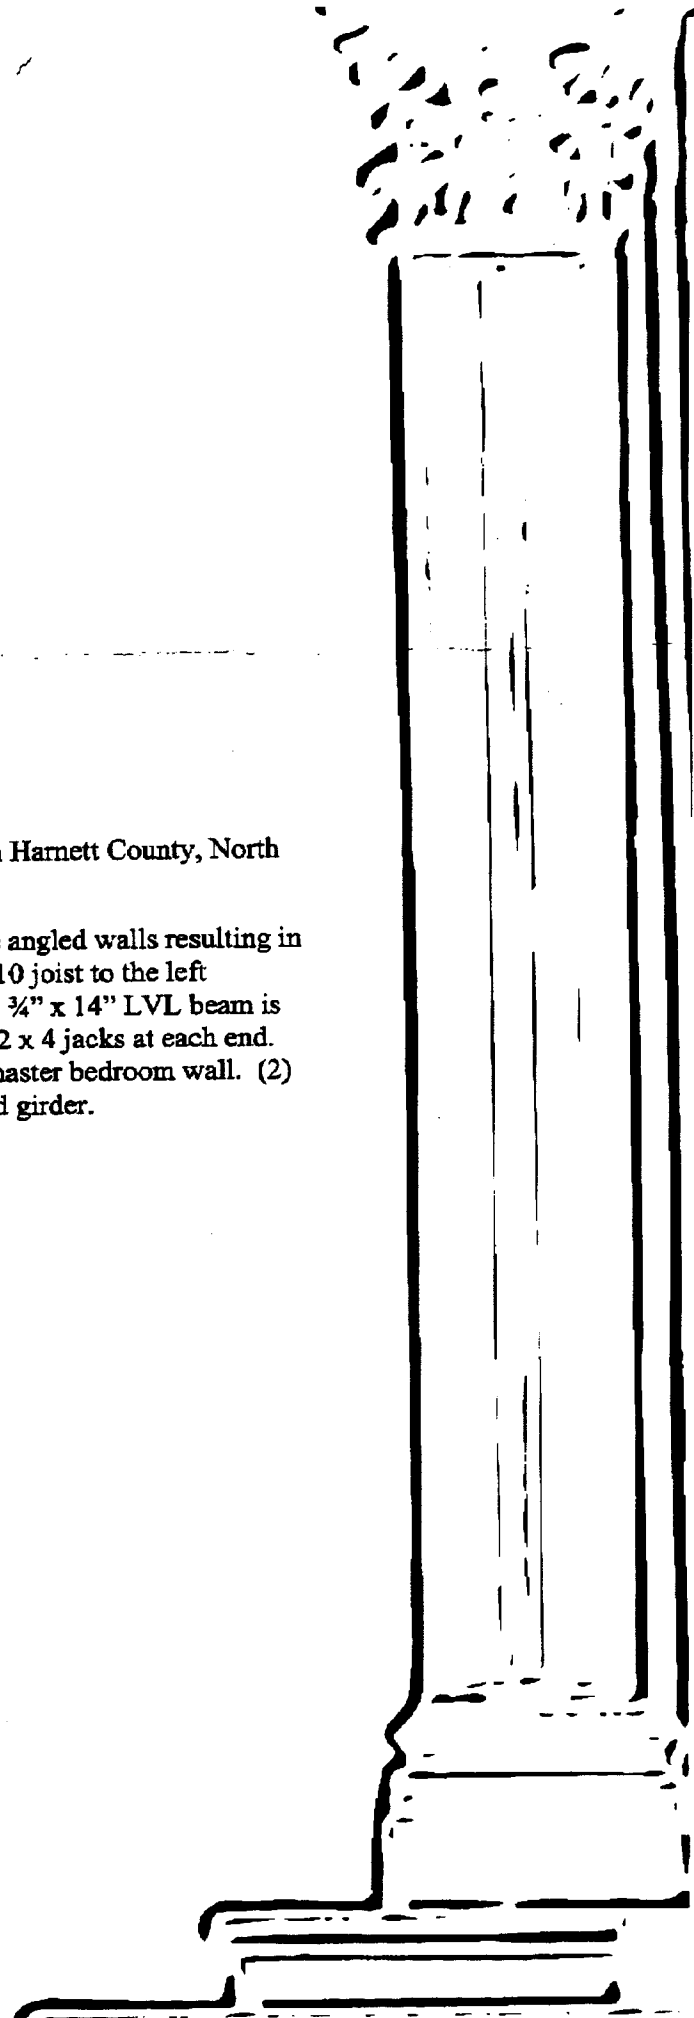 Harnett County, North
angled walls resulting in
10 joist to the left
¾” x 14” LVL beam is
2 x 4 jacks at each end.
master bedroom wall. (2)
girder.